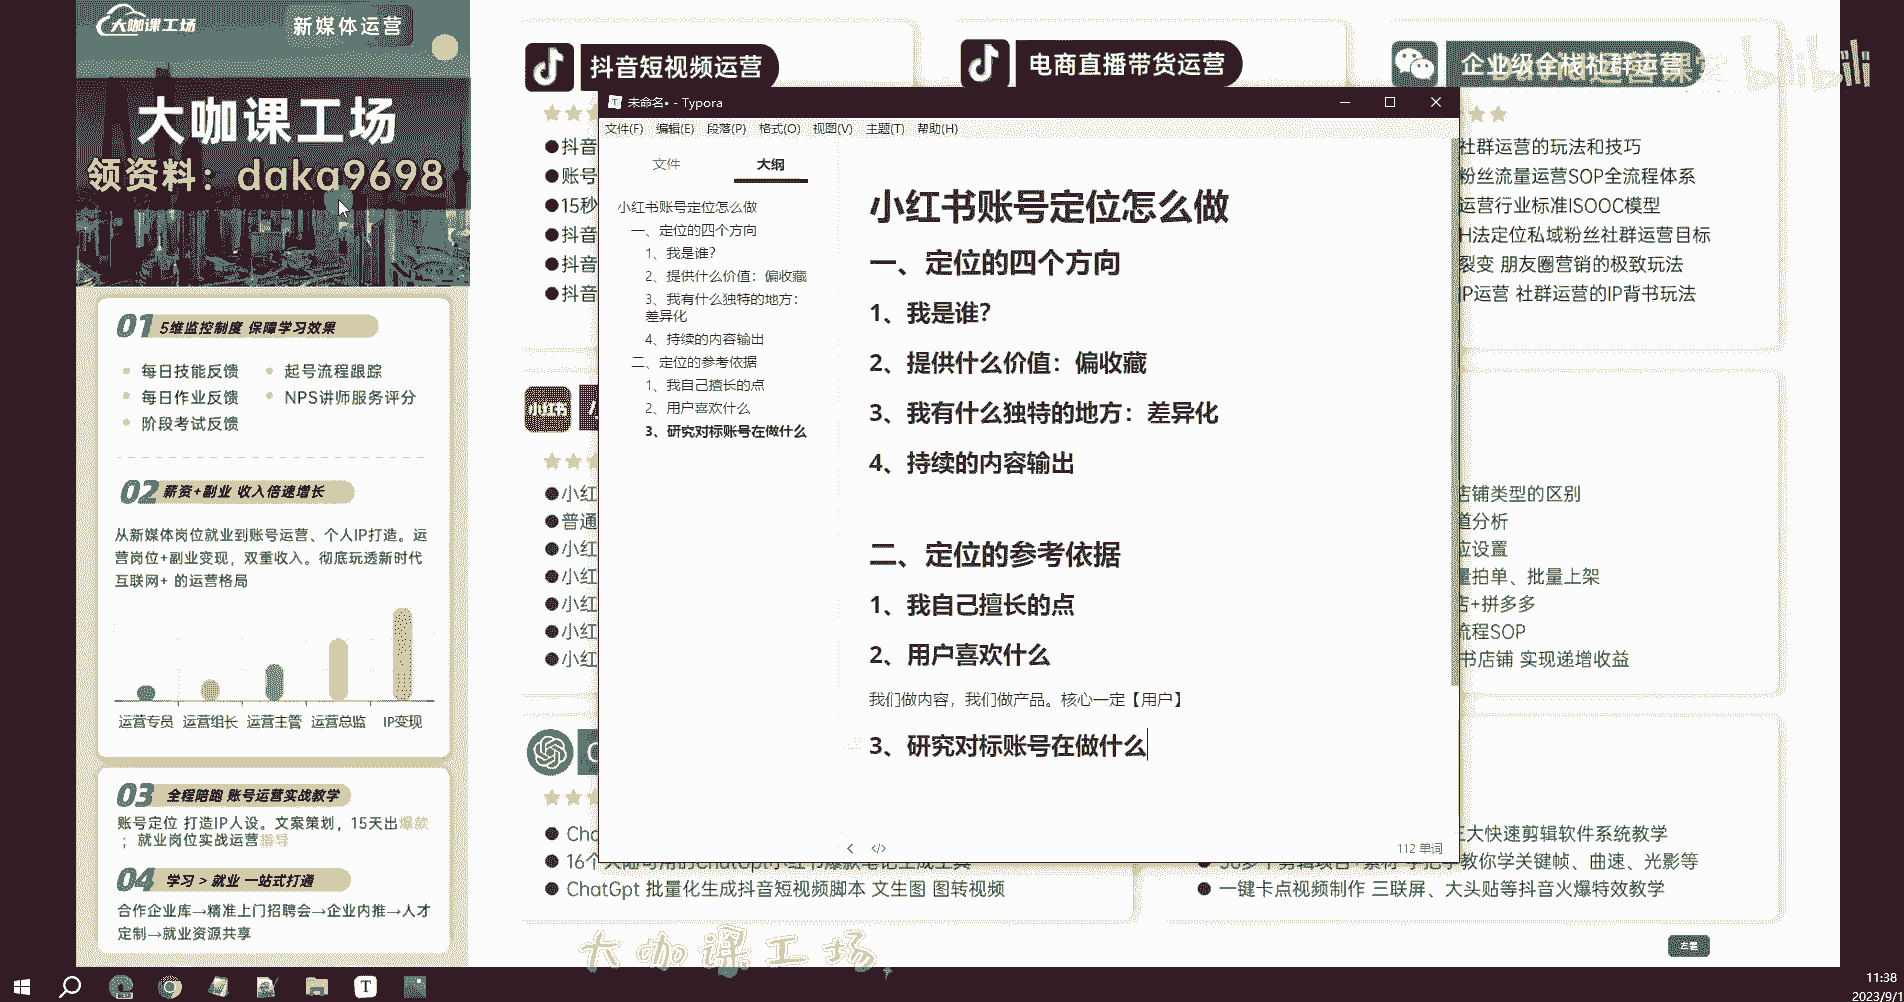 大咖课工场
新媒体运营
大咖课工场
领资料：daka9698
01 5维监控制度 保障学习效果
每日技能反馈
起号流程跟踪
每日作业反馈
NPS讲师服务评分
阶段考试反馈
02 薪资+副业 收入倍速增长
从新媒体岗位就业到账号运营、个人IP打造。运
营岗位+副业变现，双重收入。彻底玩透新时代
互联网+ 的运营格局
运营专员 运营组长 运营主管 运营总监 IP变现
03 全程陪跑 账号运营实战教学
账号定位 打造IP人设。文案策划，15天出爆款
；就业岗位实战运营指导
04 学习 > 就业 一站式打通
合作企业库→精准上门招聘会→企业内推→人才
定制→就业资源共享
抖音短视频运营
电商直播带货运营
企业级全栈社群运营
bilibili
抖音
账号
15秒
抖音
抖音
抖音
社群运营的玩法和技巧
粉丝流量运营SOP全流程体系
运营行业标准ISOOC模型
H法定位私域粉丝社群运营目标
裂变 朋友圈营销的极致玩法
IP运营 社群运营的IP背书玩法
小红书
小红
普通
小红
小红
小红
小红
小红
店铺类型的区别
道分析
应设置
量拍单、批量上架
店+拼多多
流程SOP
书店铺 实现递增收益
未命名• - Typora
文件(F) 编辑(E) 段落(P) 格式(O) 视图(V) 主题(T) 帮助(H)
文件
大纲
小红书账号定位怎么做
一、定位的四个方向
1、我是谁？
2、提供什么价值：偏收藏
3、我有什么独特的地方：
差异化
4、持续的内容输出
二、定位的参考依据
1、我自己擅长的点
2、用户喜欢什么
3、研究对标账号在做什么
小红书账号定位怎么做
一、定位的四个方向
1、我是谁？
2、提供什么价值：偏收藏
3、我有什么独特的地方：差异化
4、持续的内容输出
二、定位的参考依据
1、我自己擅长的点
2、用户喜欢什么
我们做内容，我们做产品。核心一定【用户】
3、研究对标账号在做什么
112 单词
ChatGpt 批量化生成抖音短视频脚本 文生图 图转视频
三大快速剪辑软件系统教学
教你学关键帧、曲速、光影等
一键卡点视频制作 三联屏、大头贴等抖音火爆特效教学
大咖课工场
11:38
2023/9/1